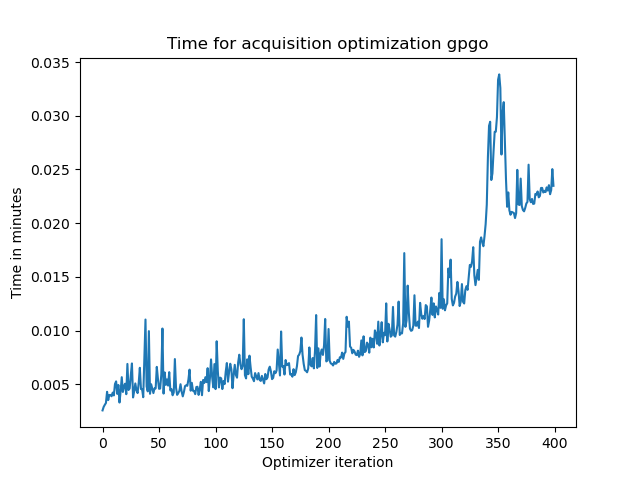 Time for acquisition optimization gpgo
0.035
0.030
0.025
0.020
0.015
0.010
0.005
Time in minutes
0 50 100 150 200 250 300 350 400
Optimizer iteration